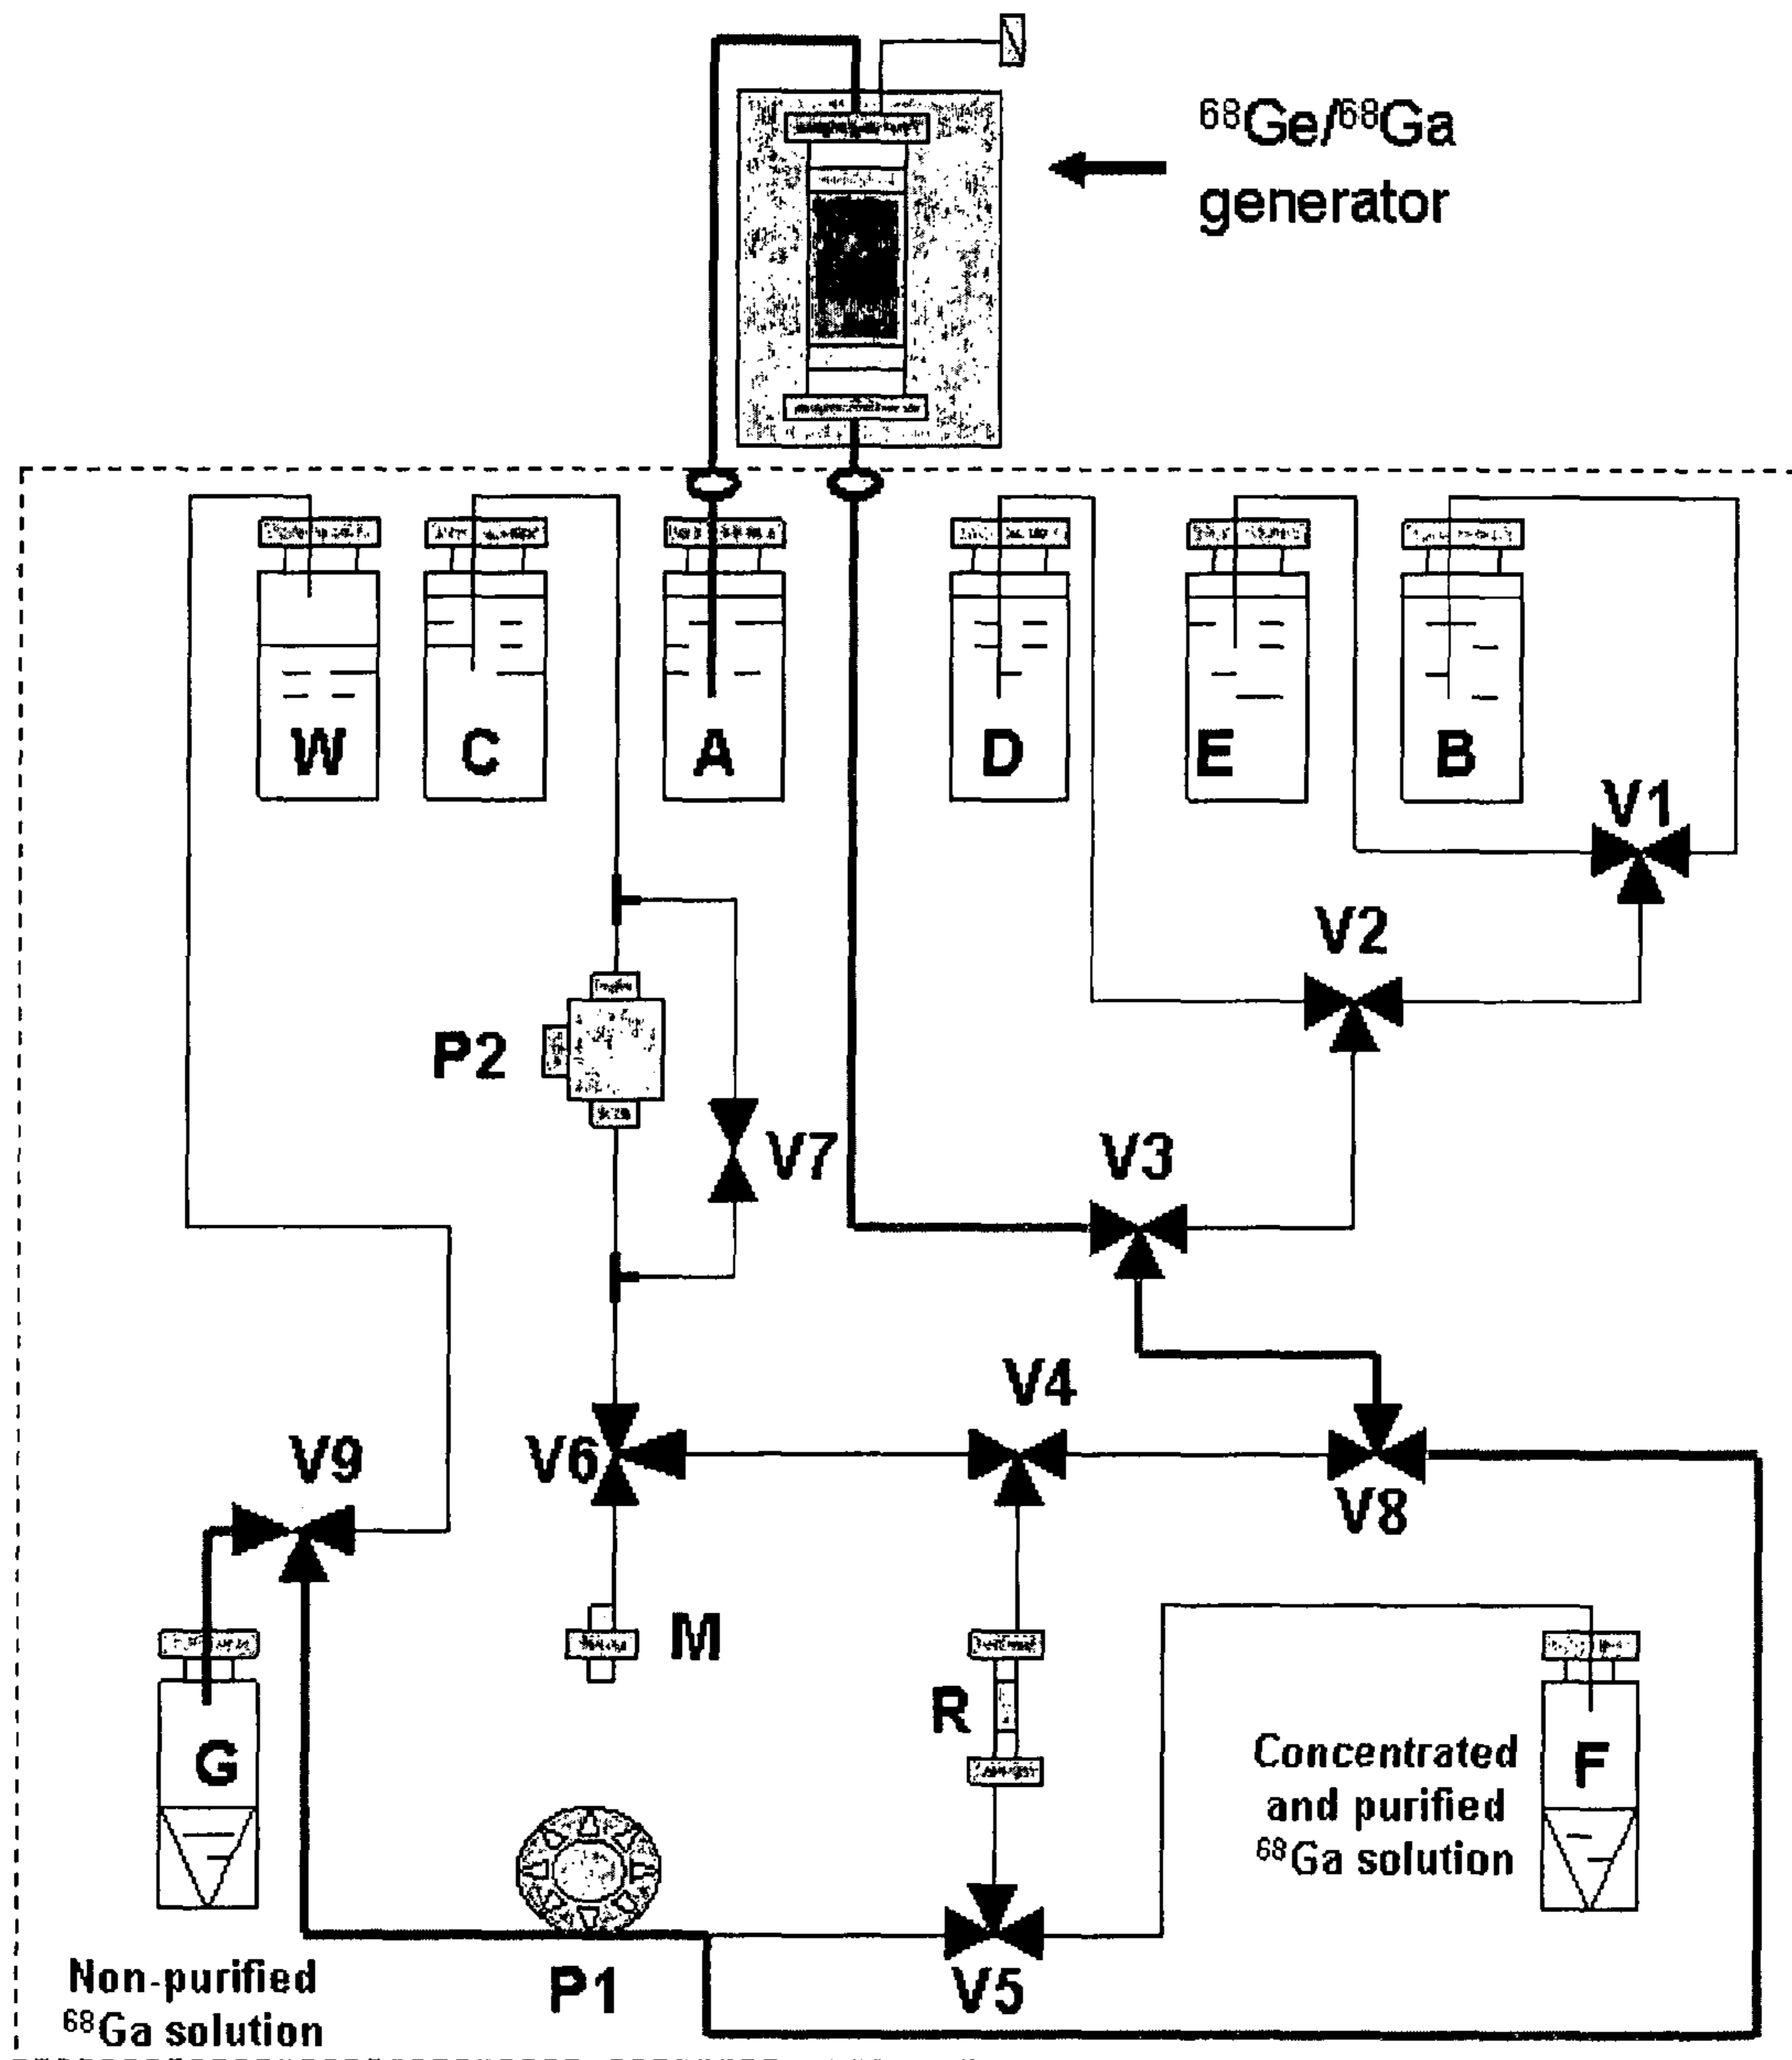 ⁶⁸Ge/⁶⁸Ga
generator
W
C
A
D
E
B
V1
V2
P2
V7
V3
V4
V9
V6
V8
M
R
G
Concentrated
and purified
⁶⁸Ga solution
F
Non-purified
⁶⁸Ga solution
P1
V5